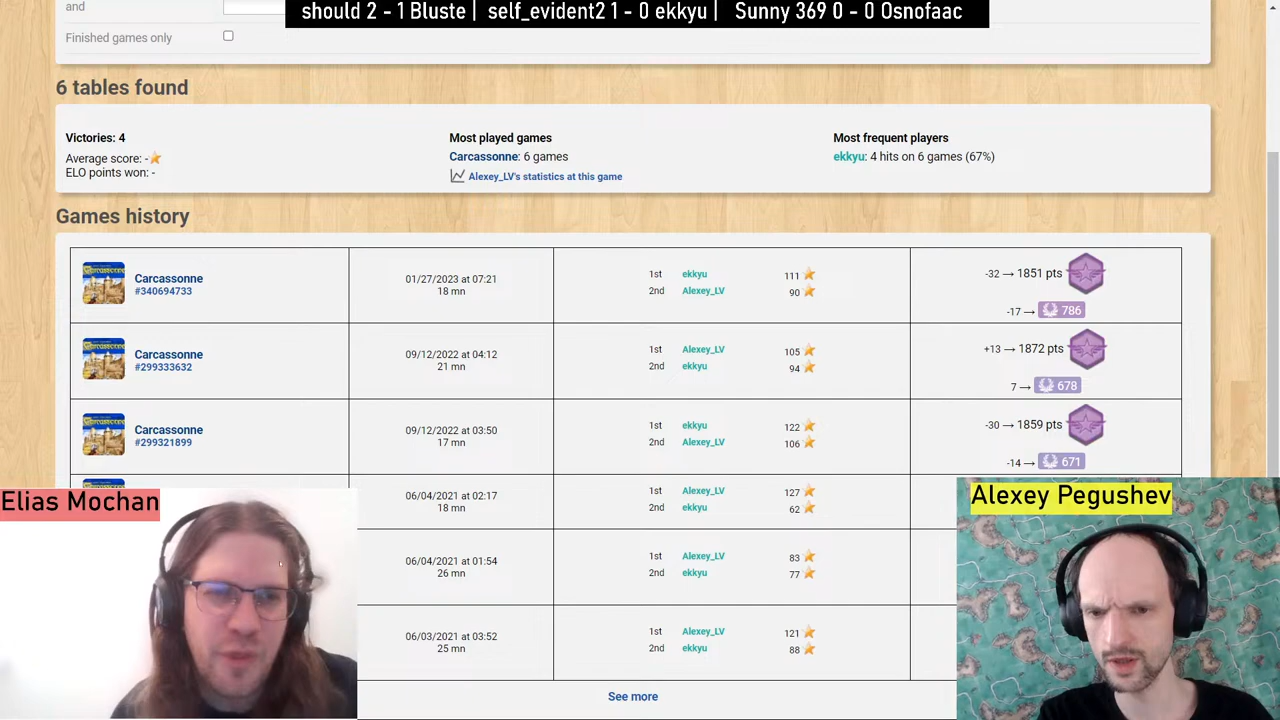 should 2 - 1 Bluste | self_evident2 1 - 0 ekkyu | Sunny 369 0 - 0 Osnofaac
and
Finished games only
6 tables found
Victories: 4
Average score: -
ELO points won: -
Most played games
Carcassonne: 6 games
Alexey_LV's statistics at this game
Most frequent players
ekkyu: 4 hits on 6 games (67%)
Games history
Carcassonne
#340694733
01/27/2023 at 07:21
18 mn
1st ekkyu 111
2nd Alexey_LV 90
-32 → 1851 pts
-17 → 786
Carcassonne
#299333632
09/12/2022 at 04:12
21 mn
1st Alexey_LV 105
2nd ekkyu 94
+13 → 1872 pts
7 → 678
Carcassonne
#299321899
09/12/2022 at 03:50
17 mn
1st ekkyu 122
2nd Alexey_LV 106
-30 → 1859 pts
-14 → 671
06/04/2021 at 02:17
18 mn
1st Alexey_LV 127
2nd ekkyu 62
06/04/2021 at 01:54
26 mn
1st Alexey_LV 83
2nd ekkyu 77
06/03/2021 at 03:52
25 mn
1st Alexey_LV 121
2nd ekkyu 88
See more
Elias Mochan
Alexey Pegushev